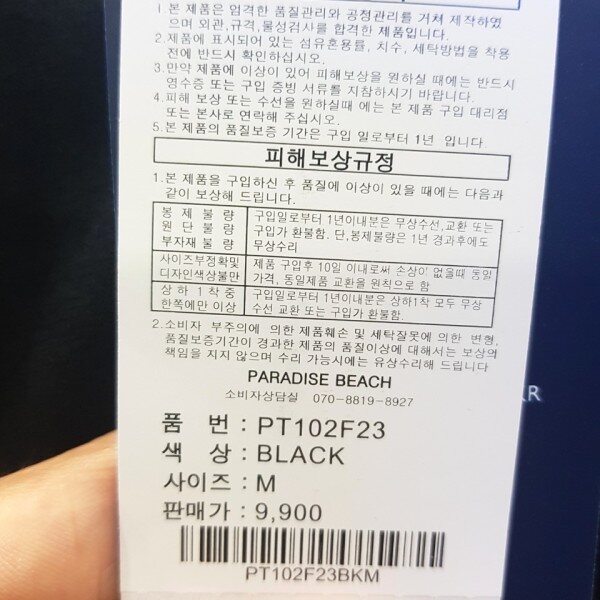 1.본 제품은 엄격한 품질관리와 공정관리를 거쳐 제작하였
으며 외관,규격,물성검사를 합격한 제품입니다.
2.제품에 표시되어 있는 섬유혼용률, 치수, 세탁방법을 착용
전에 반드시 확인하십시오.
3.만약 제품에 이상이 있어 피해보상을 원하실 때에는 반드시
영수증 또는 구입 증빙 서류를 지참하시기 바랍니다.
4.피해 보상 또는 수선을 원하실때 에는 본 제품 구입 대리점
또는 본사로 연락해 주십시오.
5.본 제품의 품질보증 기간은 구입 일로부터 1년 입니다.
피해보상규정
1.본 제품을 구입하신 후 품질에 이상이 있을 때에는 다음과
같이 보상해 드립니다.
봉 제 불 량
원 단 불 량
부자재 불 량
구입일로부터 1년이내분은 무상수선,교환 또는
구입가 환불함. 단,봉제불량은 1년 경과후에도
무상수리
사이즈부정확및
디자인색상불만
제품 구입후 10일 이내로써 손상이 없을때 동일
가격, 동일제품 교환을 원칙으로 함
상 하 1 착 중
한쪽에만 이상
구입일로부터 1년이내분은 상하1착 모두 무상
수선 교환 또는 구입가 환불함.
2.소비자 부주의에 의한 제품훼손 및 세탁잘못에 의한 변형,
품질보증기간이 경과한 제품의 품질이상에 대해서는 보상의
책임을 지지 않으며 수리 가능시에는 유상수리해 드립니다
PARADISE BEACH
소비자상담실 070-8819-8927
품 번 : PT102F23
색 상 : BLACK
사이즈 : M
판매가 : 9,900
PT102F23BKM